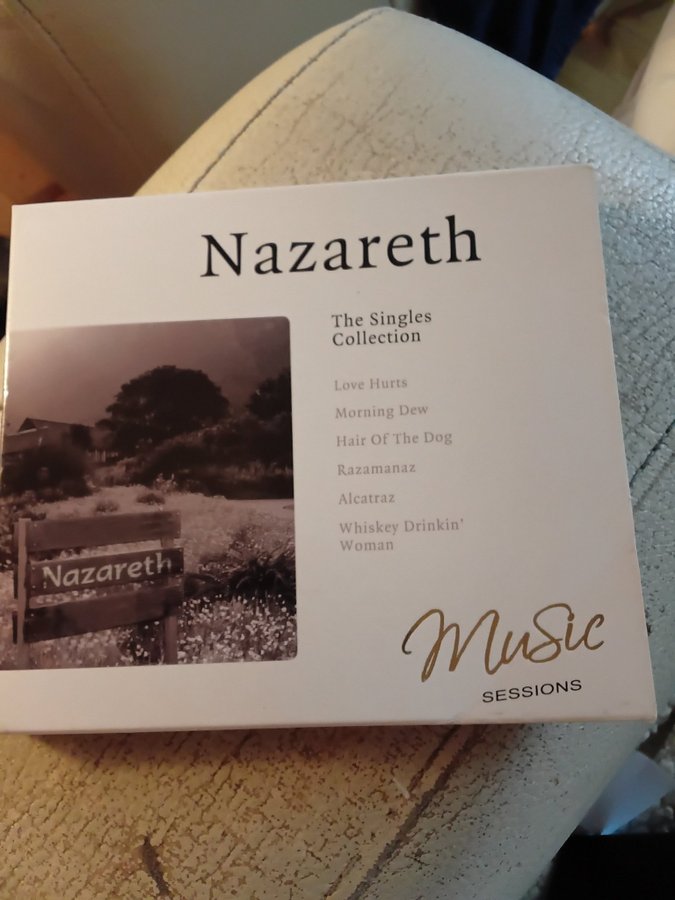 Nazareth
The Singles
Collection
Love Hurts
Morning Dew
Hair Of The Dog
Razamanaz
Alcatraz
Whiskey Drinkin'
Woman
Nazareth
Music
SESSIONS